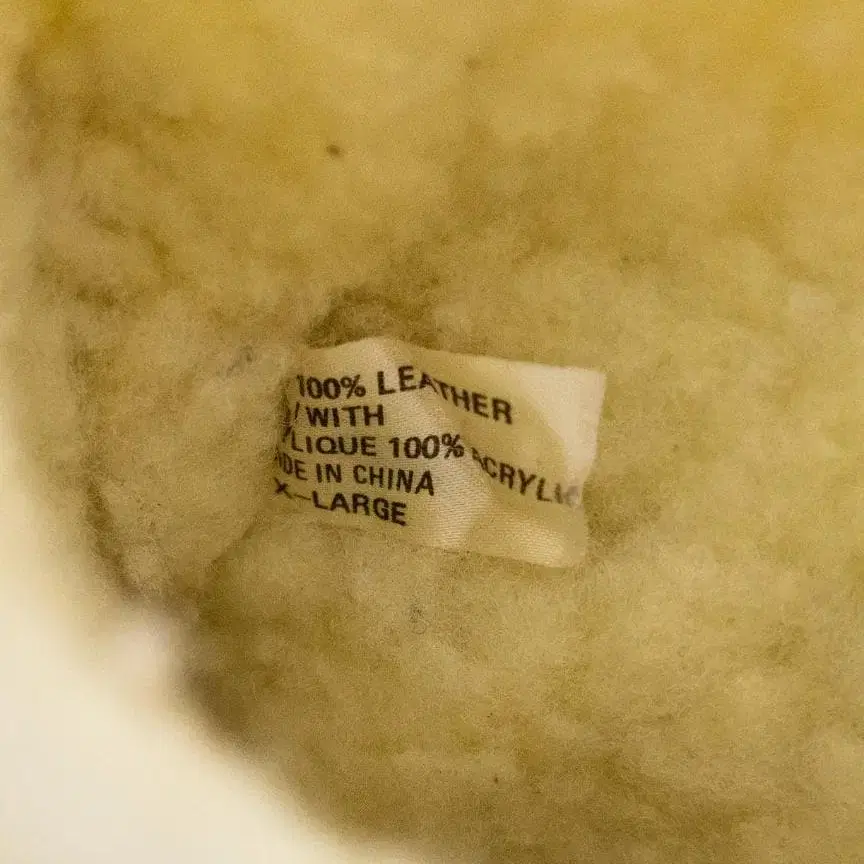 100% LEATHER
/WITH
LIQUE 100% ACRYLIC
DE IN CHINA
X-LARGE